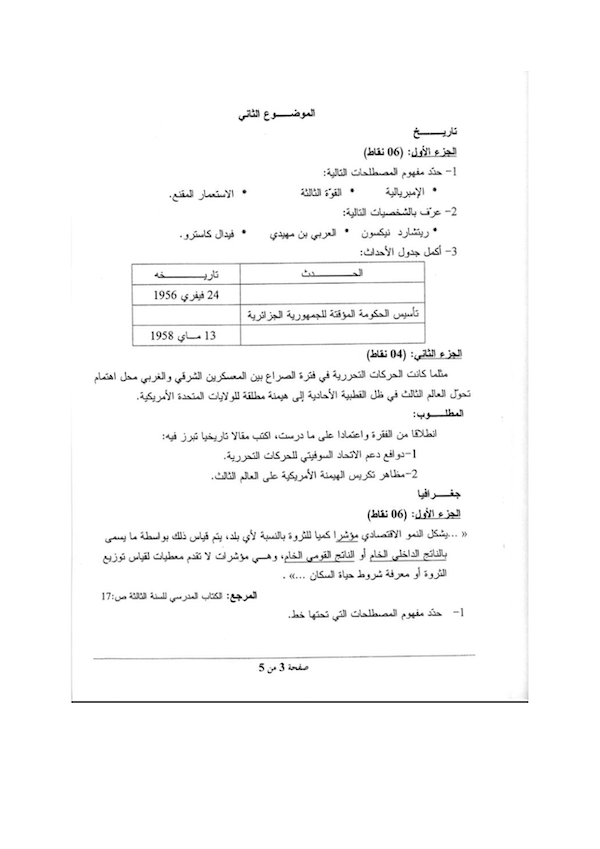 الموضـــوع الثاني
تاريـــــخ
الجزء الأول: (06 نقاط)
1- حدّد مفهوم المصطلحات التالية:
• الإمبريالية • القوّة الثالثة • الاستعمار المقنع.
2- عرّف بالشخصيات التالية:
• ريتشارد نيكسون • العربي بن مهيدي • فيدال كاسترو.
3- أكمل جدول الأحداث:
الحـــــــدث تاريـــــــخه
24 فيفري 1956
تأسيس الحكومة المؤقتة للجمهورية الجزائرية
13 مـاي 1958
الجزء الثاني: (04 نقاط)
مثلما كانت الحركات التحررية في فترة الصراع بين المعسكرين الشرقي والغربي محل اهتمام
تحوّل العالم الثالث في ظل القطبية الأحادية إلى هيمنة مطلقة للولايات المتحدة الأمريكية.
المطلـــوب:
انطلاقا من الفقرة واعتمادا على ما درست، اكتب مقالا تاريخيا تبرز فيه:
1-دوافع دعم الاتحاد السوفيتي للحركات التحررية.
2-مظاهر تكريس الهيمنة الأمريكية على العالم الثالث.
جغـــرافيا
الجزء الأول: (06 نقاط)
« ...يشكل النمو الاقتصادي مؤشرا كميا للثروة بالنسبة لأي بلد، يتم قياس ذلك بواسطة ما يسمى
بالناتج الداخلي الخام أو الناتج القومي الخام، وهـي مؤشرات لا تقدم معطيات لقياس توزيع
الثروة أو معرفة شروط حياة السكان ...» .
المرجع: الكتاب المدرسي للسنة الثالثة ص:17
1- حدّد مفهوم المصطلحات التي تحتها خط.
صفحة 3 من 5